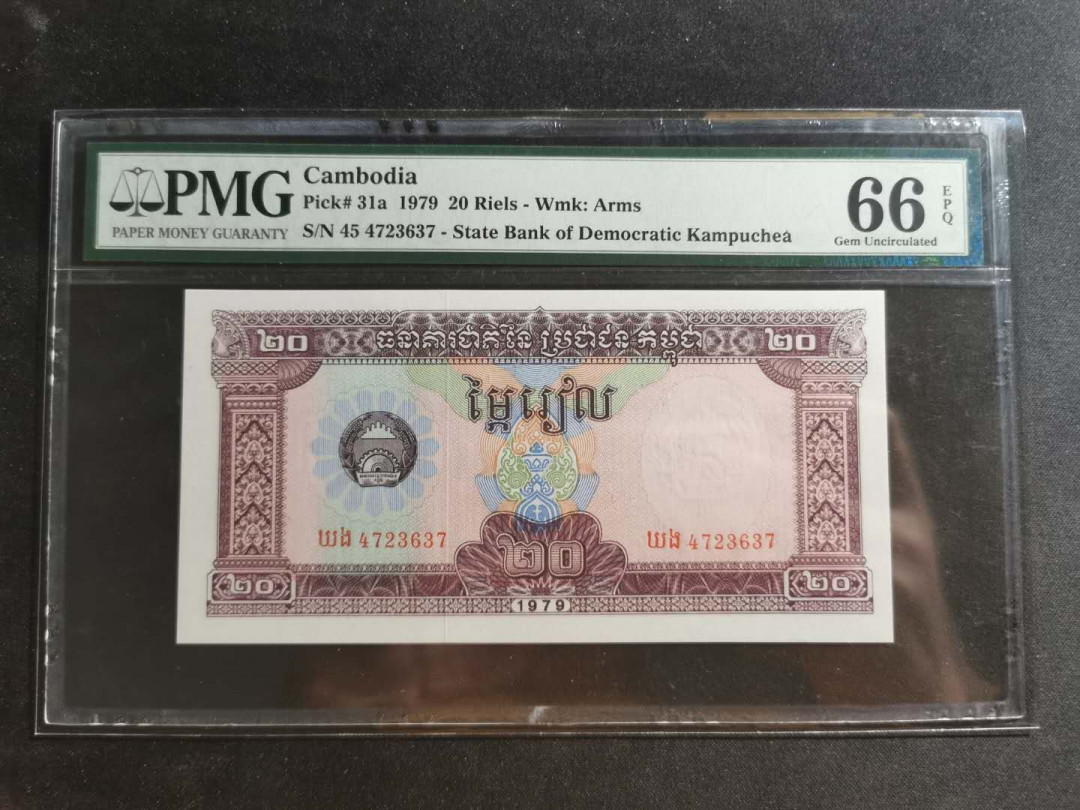 PMG
PAPER MONEY GUARANTY
Cambodia
Pick# 31a 1979 20 Riels - Wmk: Arms
S/N 45 4723637 - State Bank of Democratic Kampuchea
66
EPQ
Gem Uncirculated
២០ ធនាគារជាតិនៃ ប្រជាជនកម្ពុជា ២០
ម្ភៃរៀល
ឃង 4723637 ឃង 4723637
២០ ២០ ២០
1979